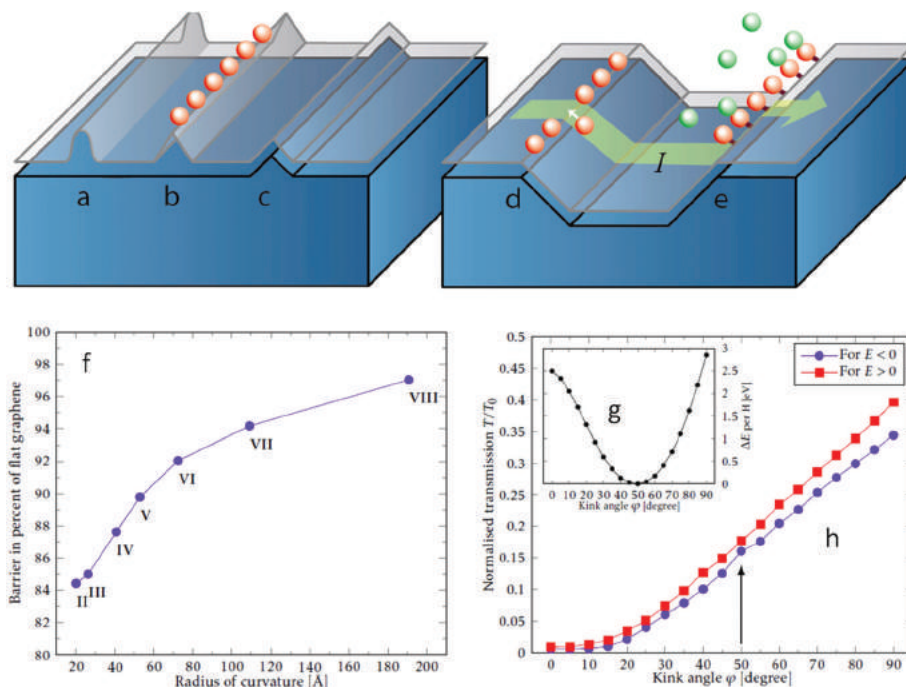 a
b
c
d
I
e
f
Barrier in percent of flat graphene
100
98
96
94
92
90
88
86
84
82
80
II
III
IV
V
VI
VII
VIII
20 40 60 80 100 120 140 160 180 200
Radius of curvature [Å]
Normalised transmission T/T₀
0.5
0.45
0.4
0.35
0.3
0.25
0.2
0.15
0.1
0.05
0
g
3
2.5
2
1.5
1
0.5
0
ΔE per H [eV]
0 10 20 30 40 50 60 70 80 90
Kink angle φ [degree]
For E < 0
For E > 0
h
0 10 20 30 40 50 60 70 80 90
Kink angle φ [degree]